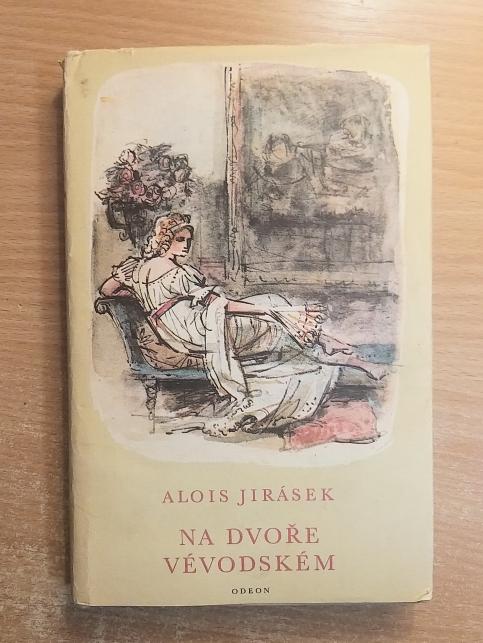 ALOIS JIRÁSEK
NA DVOŘE
VÉVODSKÉM
ODEON